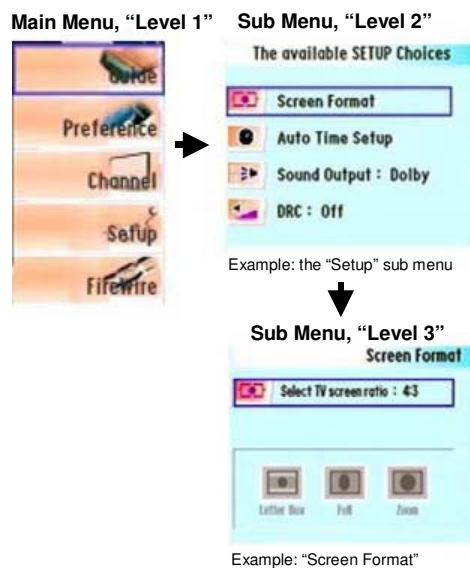 Main Menu, “Level 1”
Guide
Preference
Channel
Setup
FireWire
Sub Menu, “Level 2”
The available SETUP Choices
Screen Format
Auto Time Setup
Sound Output : Dolby
DRC : Off
Example: the “Setup” sub menu
Sub Menu, “Level 3”
Screen Format
Select TV screen ratio : 4:3
Letter Box
Full
Zoom
Example: “Screen Format”